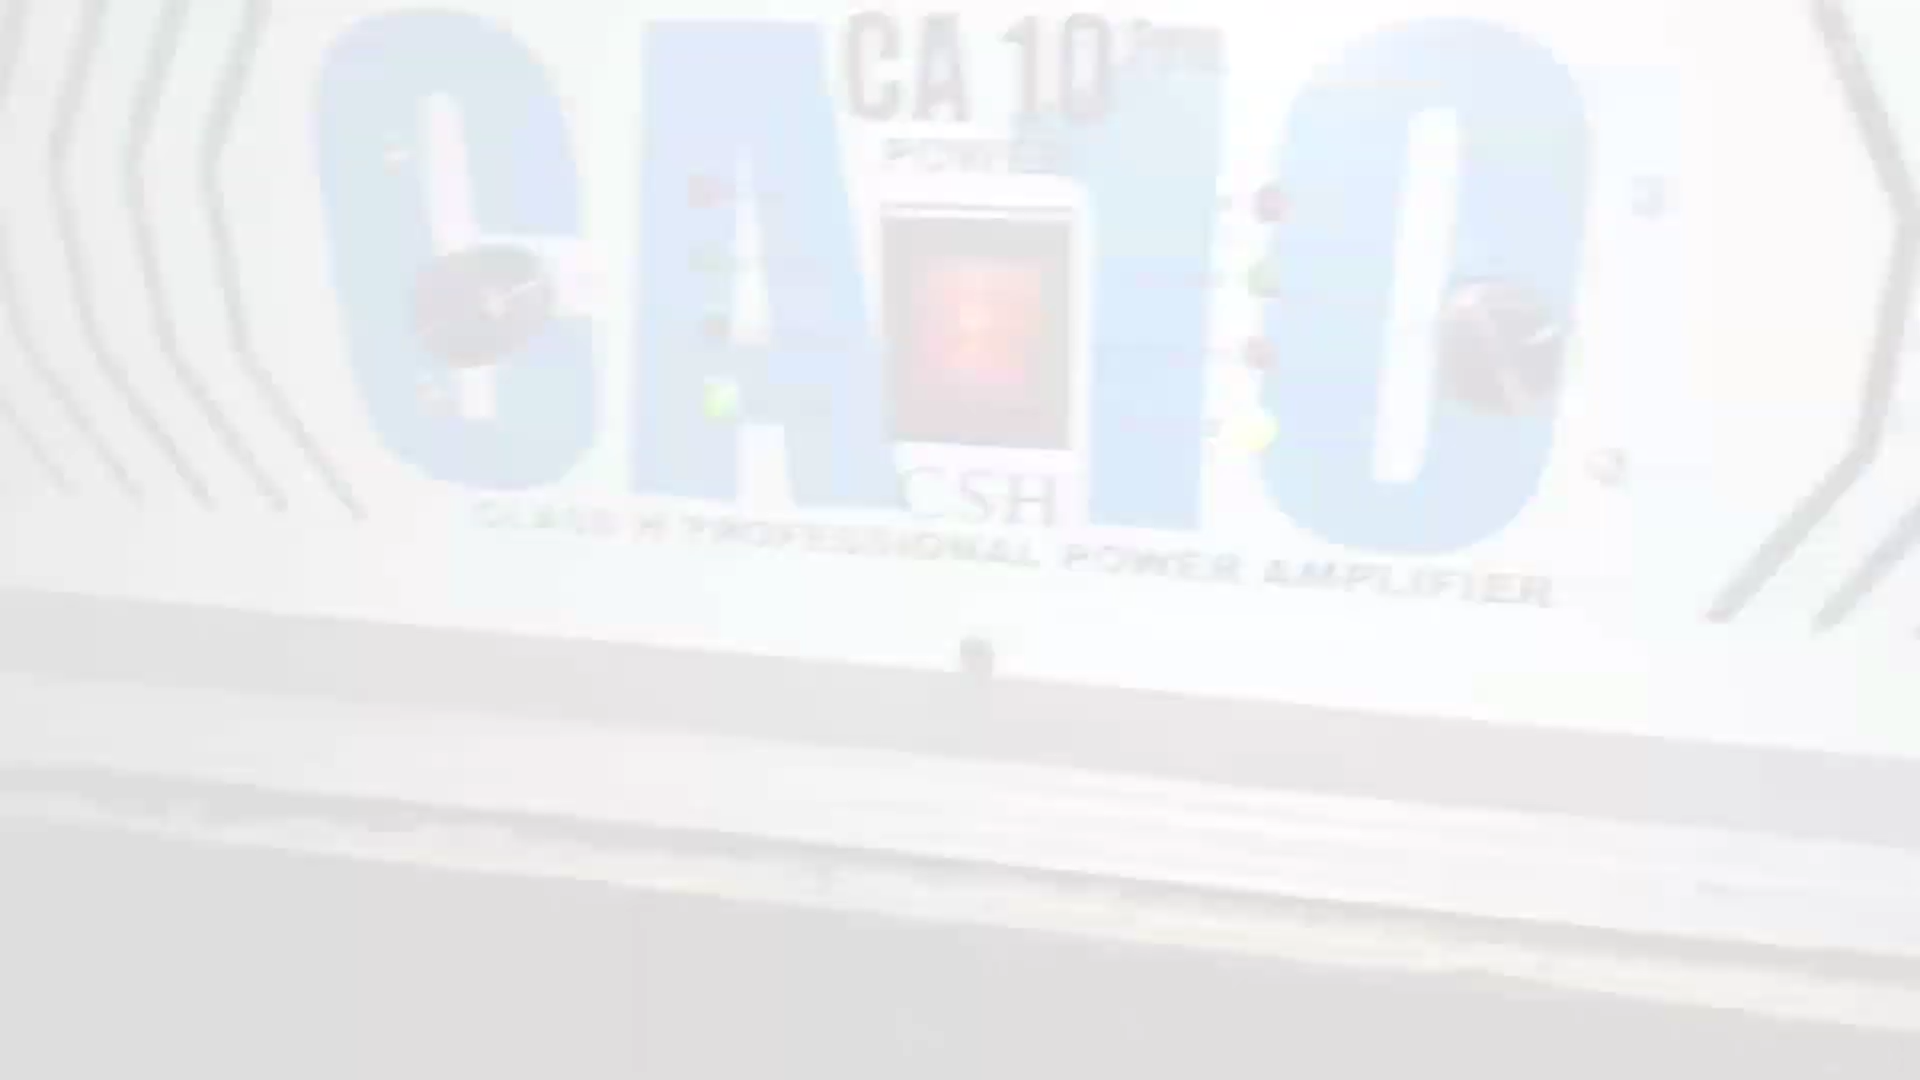 CA 10
CA10
POWER
CSH
CLASS H PROFESSIONAL POWER AMPLIFIER